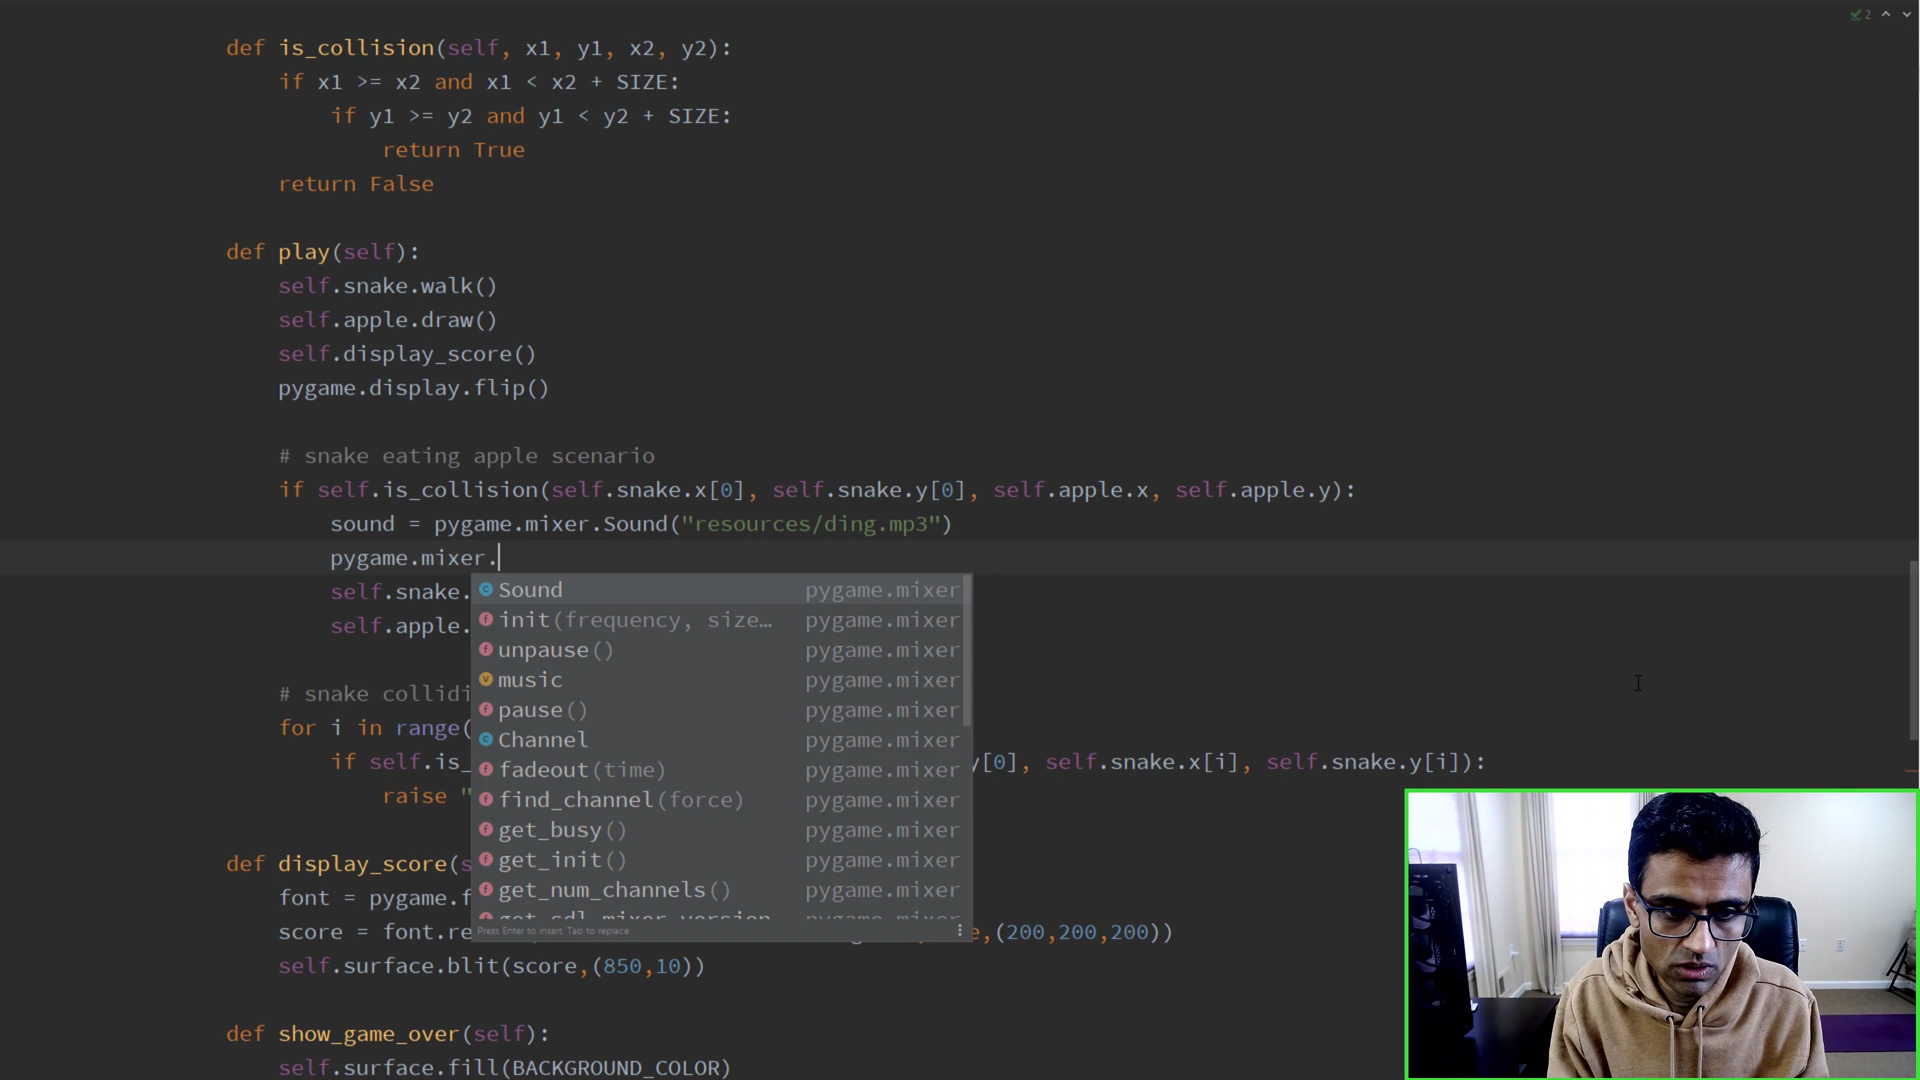 2
def is_collision(self, x1, y1, x2, y2):
if x1 >= x2 and x1 < x2 + SIZE:
if y1 >= y2 and y1 < y2 + SIZE:
return True
return False
def play(self):
self.snake.walk()
self.apple.draw()
self.display_score()
pygame.display.flip()
# snake eating apple scenario
if self.is_collision(self.snake.x[0], self.snake.y[0], self.apple.x, self.apple.y):
sound = pygame.mixer.Sound("resources/ding.mp3")
pygame.mixer.
self.snake.
self.apple.
Sound pygame.mixer
init(frequency, size… pygame.mixer
unpause() pygame.mixer
music pygame.mixer
pause() pygame.mixer
Channel pygame.mixer
fadeout(time) pygame.mixer
find_channel(force) pygame.mixer
get_busy() pygame.mixer
get_init() pygame.mixer
get_num_channels() pygame.mixer
get_sdl_mixer_version pygame.mixer
Press Enter to insert, Tab to replace
# snake collidi
for i in range(
if self.is_ y[0], self.snake.x[i], self.snake.y[i]):
raise "
def display_score(s
font = pygame.f
score = font.re e,(200,200,200))
self.surface.blit(score,(850,10))
def show_game_over(self):
self.surface.fill(BACKGROUND_COLOR)